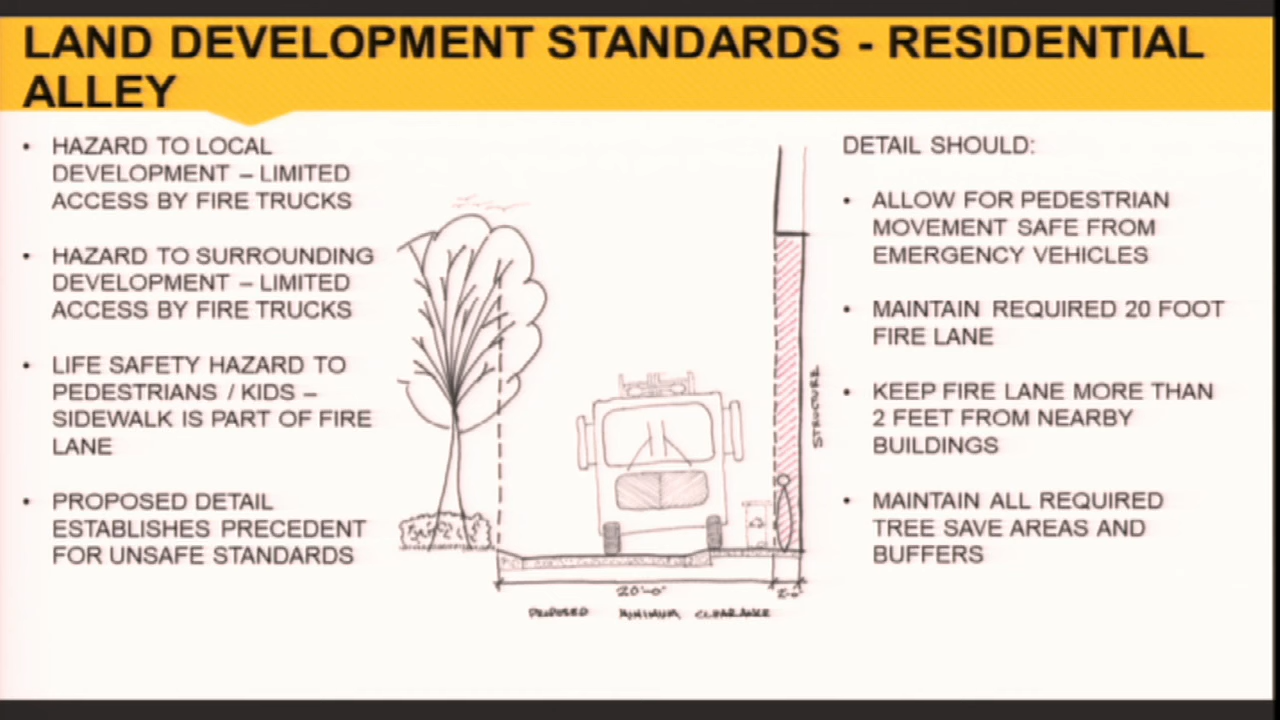 LAND DEVELOPMENT STANDARDS - RESIDENTIAL
ALLEY
• HAZARD TO LOCAL
DEVELOPMENT – LIMITED
ACCESS BY FIRE TRUCKS
• HAZARD TO SURROUNDING
DEVELOPMENT – LIMITED
ACCESS BY FIRE TRUCKS
• LIFE SAFETY HAZARD TO
PEDESTRIANS / KIDS –
SIDEWALK IS PART OF FIRE
LANE
• PROPOSED DETAIL
ESTABLISHES PRECEDENT
FOR UNSAFE STANDARDS
STRUCTURE
20'-0"
2'-0"
PROPOSED MINIMUM CLEARANCE
DETAIL SHOULD:
• ALLOW FOR PEDESTRIAN
MOVEMENT SAFE FROM
EMERGENCY VEHICLES
• MAINTAIN REQUIRED 20 FOOT
FIRE LANE
• KEEP FIRE LANE MORE THAN
2 FEET FROM NEARBY
BUILDINGS
• MAINTAIN ALL REQUIRED
TREE SAVE AREAS AND
BUFFERS